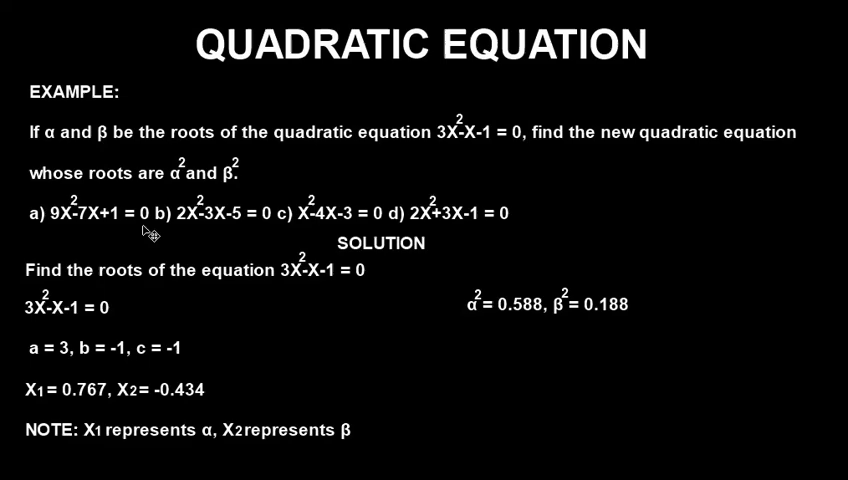 QUADRATIC EQUATION
EXAMPLE:
If α and β be the roots of the quadratic equation 3X²-X-1 = 0, find the new quadratic equation
whose roots are α² and β².
a) 9X²-7X+1 = 0 b) 2X²-3X-5 = 0 c) X²-4X-3 = 0 d) 2X²+3X-1 = 0
SOLUTION
Find the roots of the equation 3X²-X-1 = 0
3X²-X-1 = 0
α² = 0.588, β² = 0.188
a = 3, b = -1, c = -1
X₁ = 0.767, X₂ = -0.434
NOTE: X₁ represents α, X₂ represents β